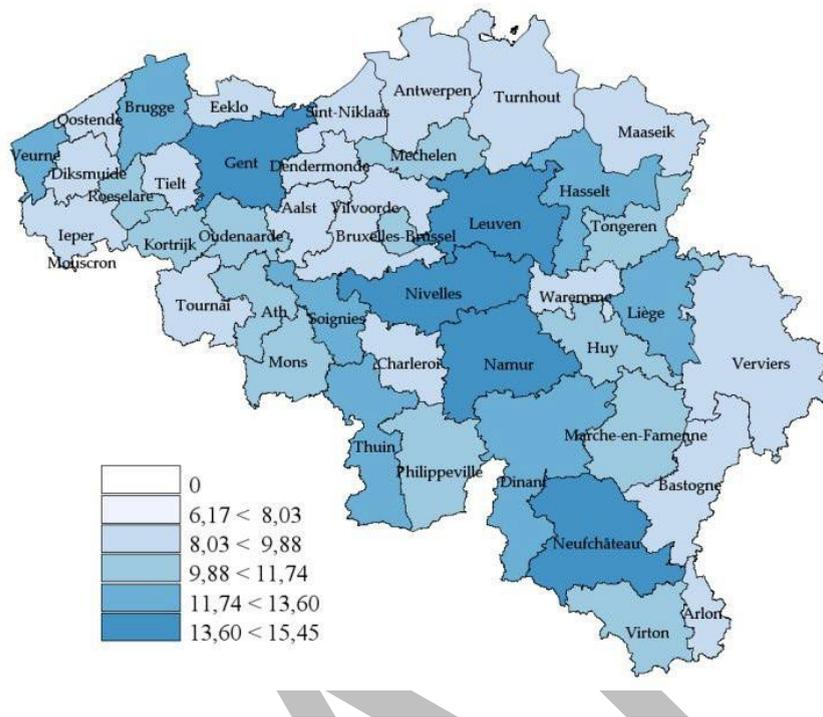 Antwerpen
Turnhout
Brugge
Eeklo
Sint-Niklaas
Oostende
Maaseik
Veurne
Gent
Mechelen
Diksmuide
Dendermonde
Tielt
Hasselt
Roeselare
Aalst
Vilvoorde
Leuven
Tongeren
Ieper
Kortrijk
Oudenaarde
Bruxelles-Brussel
Mouscron
Nivelles
Waremme
Tournai
Ath
Soignies
Liège
Huy
Mons
Charleroi
Namur
Verviers
Marche-en-Famenne
Thuin
Philippeville
Dinant
Bastogne
Neufchâteau
Arlon
Virton
0
6,17 < 8,03
8,03 < 9,88
9,88 < 11,74
11,74 < 13,60
13,60 < 15,45